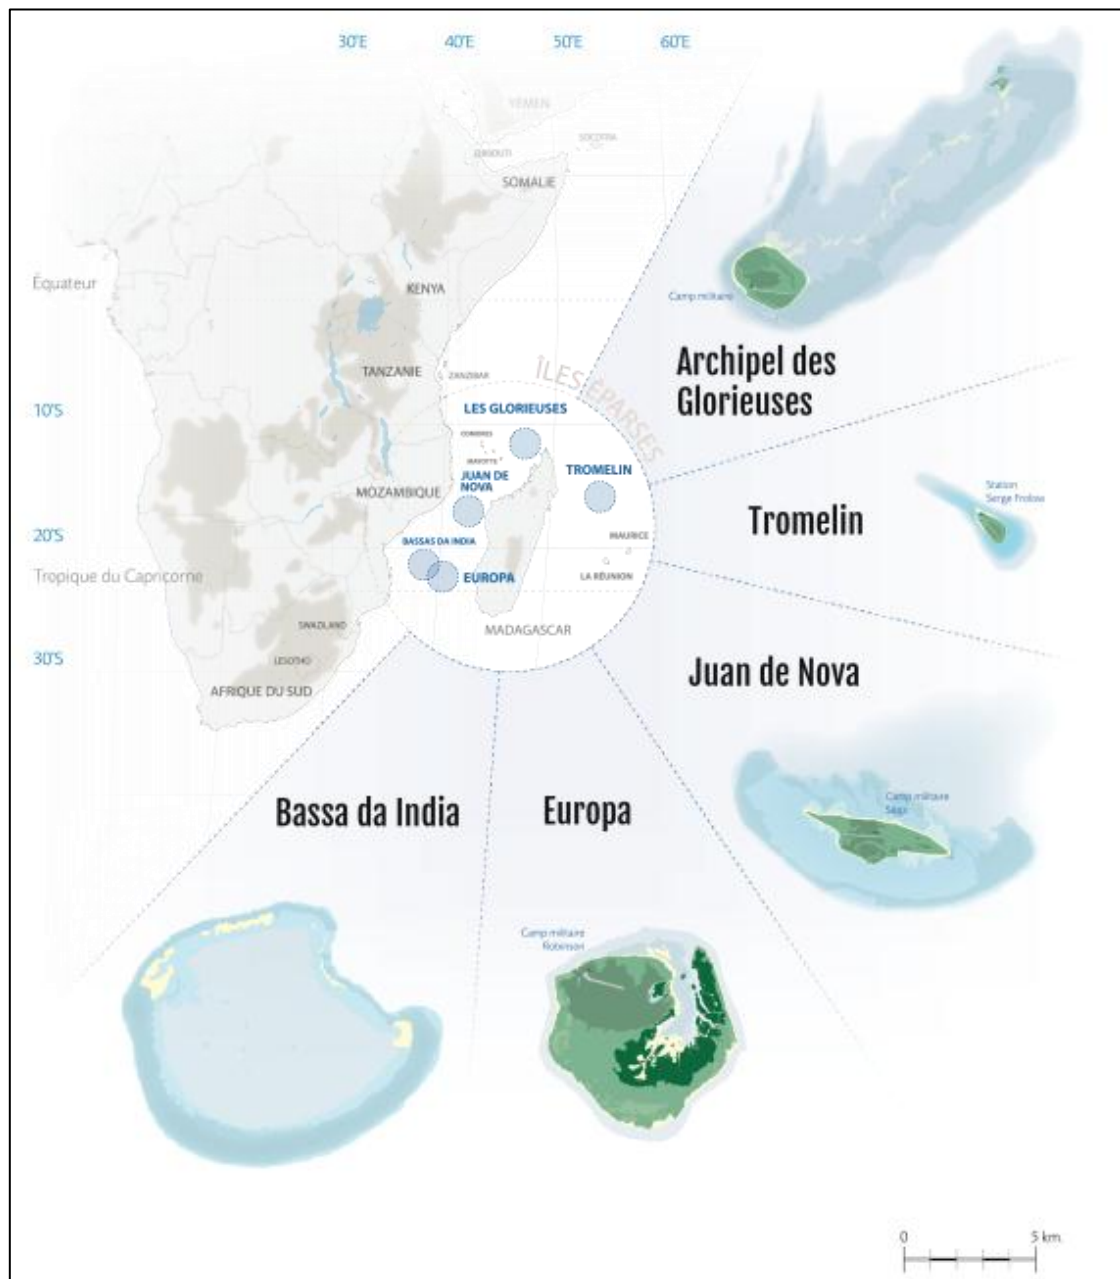 30°E 40°E 50°E 60°E
YEMEN
SOCOTRA
DJIBOUTI
SOMALIE
Équateur
KENYA
Camp militaire
TANZANIE
ZANZIBAR
ÎLES ÉPARSES
Archipel des
Glorieuses
10°S
LES GLORIEUSES
COMORES
MAYOTTE
TROMELIN
JUAN DE
NOVA
MOZAMBIQUE
Station
Serge Frolow
Tromelin
20°S
BASSAS DA INDIA
MAURICE
Tropique du Capricorne
EUROPA
LA RÉUNION
SWAZILAND
MADAGASCAR
30°S
LESOTHO
AFRIQUE DU SUD
Juan de Nova
Camp militaire
Bassa da India
Europa
Camp militaire
Robinson
0 5 km